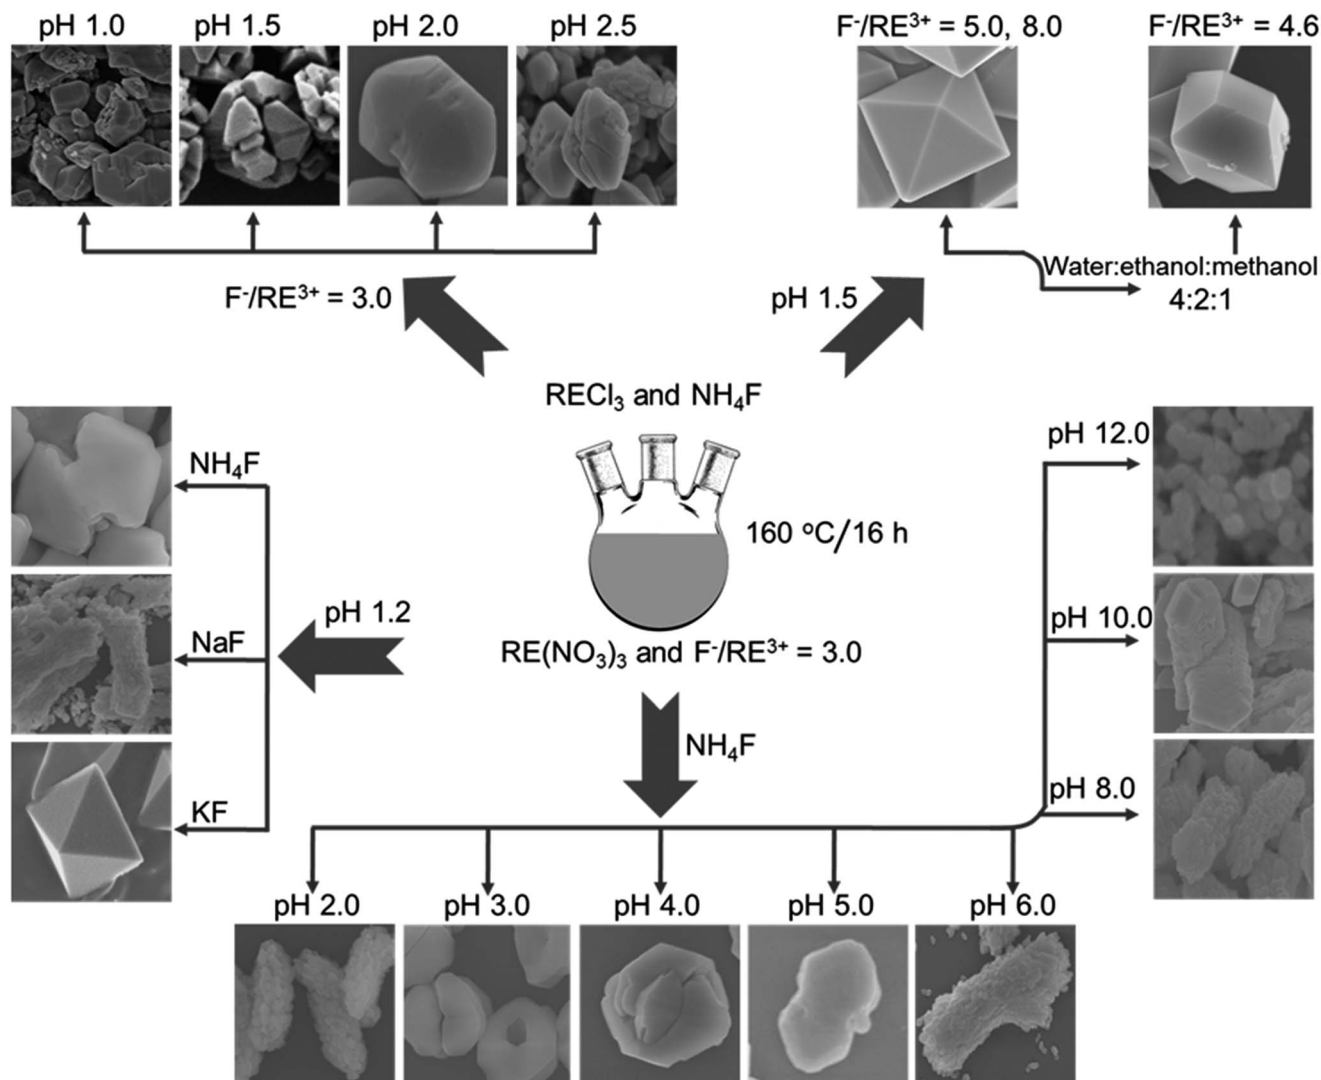 pH 1.0
pH 1.5
pH 2.0
pH 2.5
F⁻/RE³⁺ = 5.0, 8.0
F⁻/RE³⁺ = 4.6
F⁻/RE³⁺ = 3.0
pH 1.5
Water:ethanol:methanol
4:2:1
RECl₃ and NH₄F
pH 12.0
NH₄F
160 ᵒC/16 h
pH 1.2
pH 10.0
NaF
RE(NO₃)₃ and F⁻/RE³⁺ = 3.0
NH₄F
pH 8.0
KF
pH 2.0
pH 3.0
pH 4.0
pH 5.0
pH 6.0